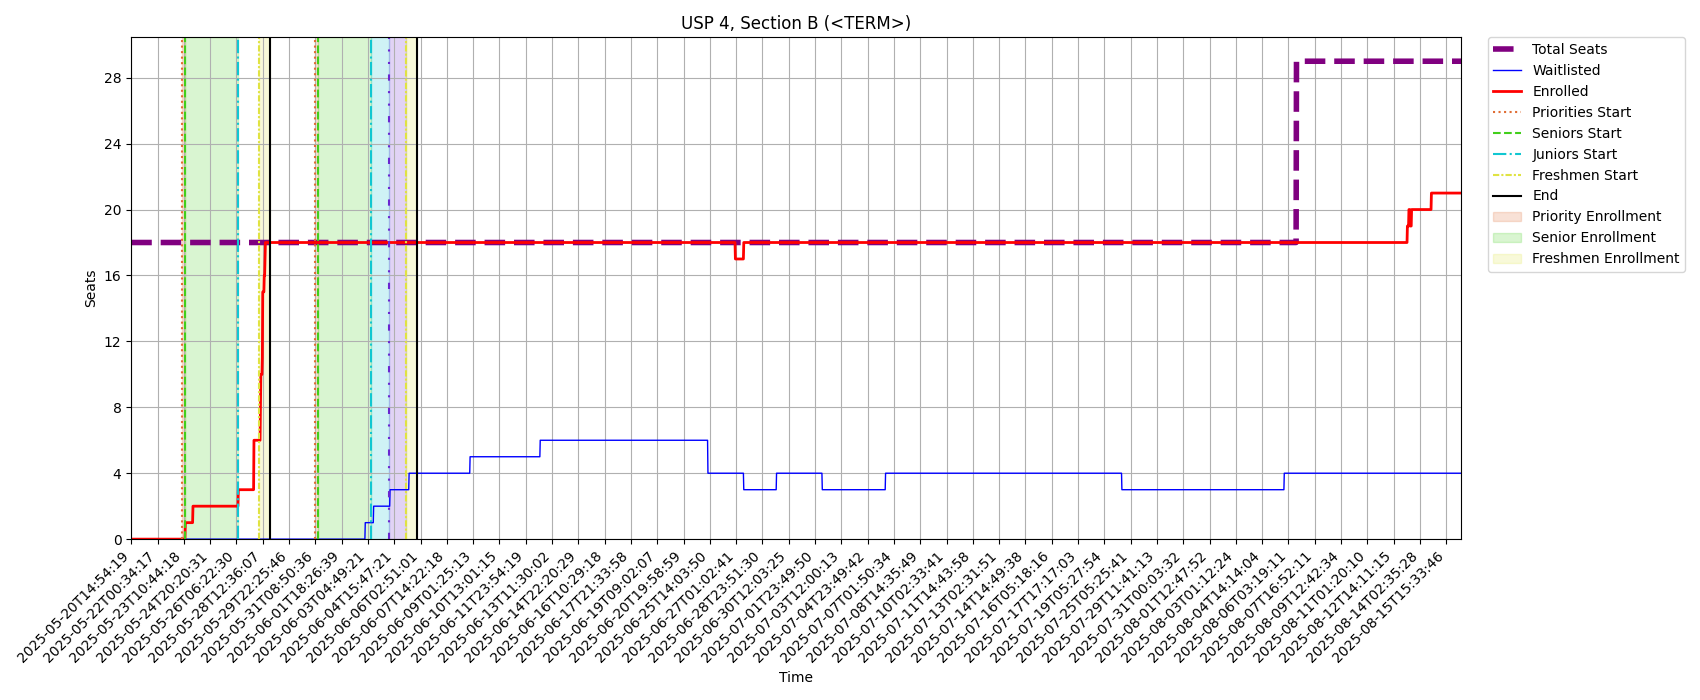 USP 4, Section B (<TERM>)
Total Seats
Waitlisted
Enrolled
Priorities Start
Seniors Start
Juniors Start
Freshmen Start
End
Priority Enrollment
Senior Enrollment
Freshmen Enrollment
Seats
28
24
20
16
12
8
4
0
2025-05-20T14:54:19
2025-05-22T00:34:17
2025-05-23T10:44:18
2025-05-24T20:20:31
2025-05-26T06:22:30
2025-05-28T12:36:07
2025-05-29T22:25:46
2025-05-31T08:50:36
2025-06-01T18:26:39
2025-06-03T04:49:21
2025-06-04T15:47:21
2025-06-06T02:51:01
2025-06-07T14:22:18
2025-06-09T01:25:13
2025-06-10T13:01:15
2025-06-11T23:54:19
2025-06-13T11:30:02
2025-06-14T22:20:29
2025-06-16T10:29:18
2025-06-17T21:33:58
2025-06-19T09:02:07
2025-06-20T19:58:59
2025-06-25T14:03:50
2025-06-27T01:02:41
2025-06-28T23:51:30
2025-06-30T12:03:25
2025-07-01T23:49:50
2025-07-03T12:00:13
2025-07-04T23:49:42
2025-07-07T01:50:34
2025-07-08T14:35:49
2025-07-10T02:33:41
2025-07-11T14:43:58
2025-07-13T02:31:51
2025-07-14T14:49:38
2025-07-16T05:18:16
2025-07-17T17:17:03
2025-07-19T05:27:54
2025-07-25T05:25:41
2025-07-29T11:41:13
2025-07-31T00:03:32
2025-08-01T12:47:52
2025-08-03T01:12:24
2025-08-04T14:14:04
2025-08-06T03:19:11
2025-08-07T16:52:11
2025-08-09T12:42:34
2025-08-11T01:20:10
2025-08-12T14:11:15
2025-08-14T02:35:28
2025-08-15T15:33:46
Time